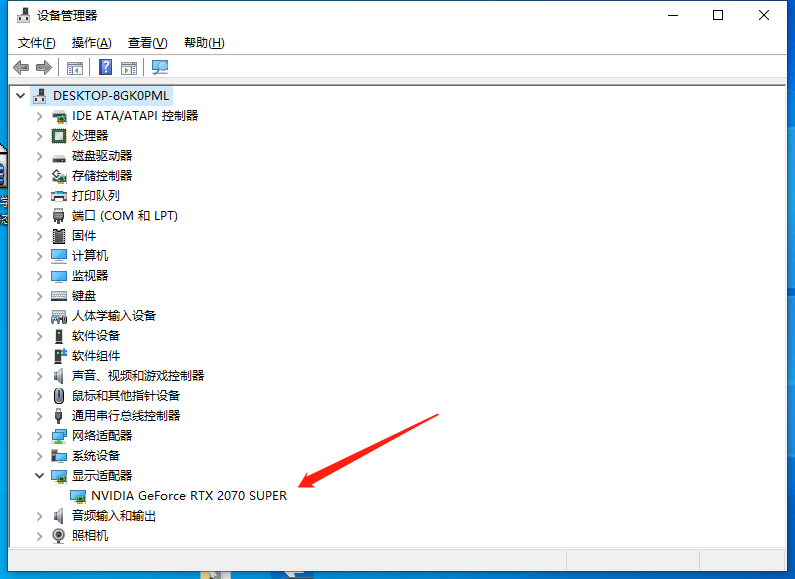 设备管理器
文件(F) 操作(A) 查看(V) 帮助(H)
DESKTOP-8GK0PML
IDE ATA/ATAPI 控制器
处理器
磁盘驱动器
存储控制器
打印队列
端口 (COM 和 LPT)
固件
计算机
监视器
键盘
人体学输入设备
软件设备
软件组件
声音、视频和游戏控制器
鼠标和其他指针设备
通用串行总线控制器
网络适配器
系统设备
显示适配器
NVIDIA GeForce RTX 2070 SUPER
音频输入和输出
照相机